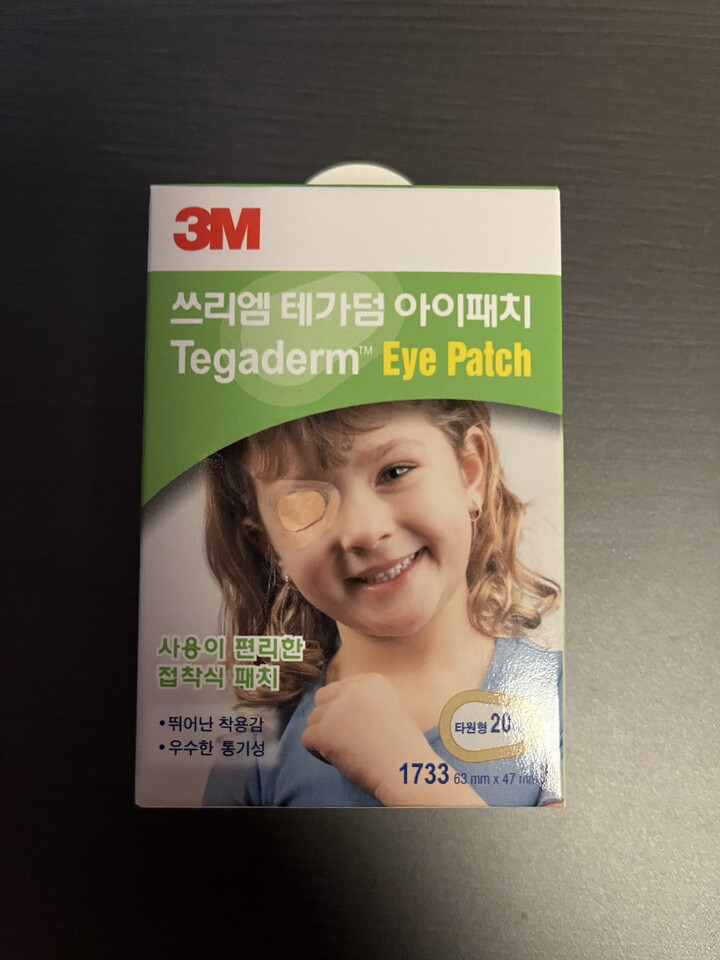 3M
쓰리엠 테가덤 아이패치
Tegaderm™ Eye Patch
사용이 편리한
접착식 패치
•뛰어난 착용감
•우수한 통기성
타원형 20
1733 63 mm x 47 mm